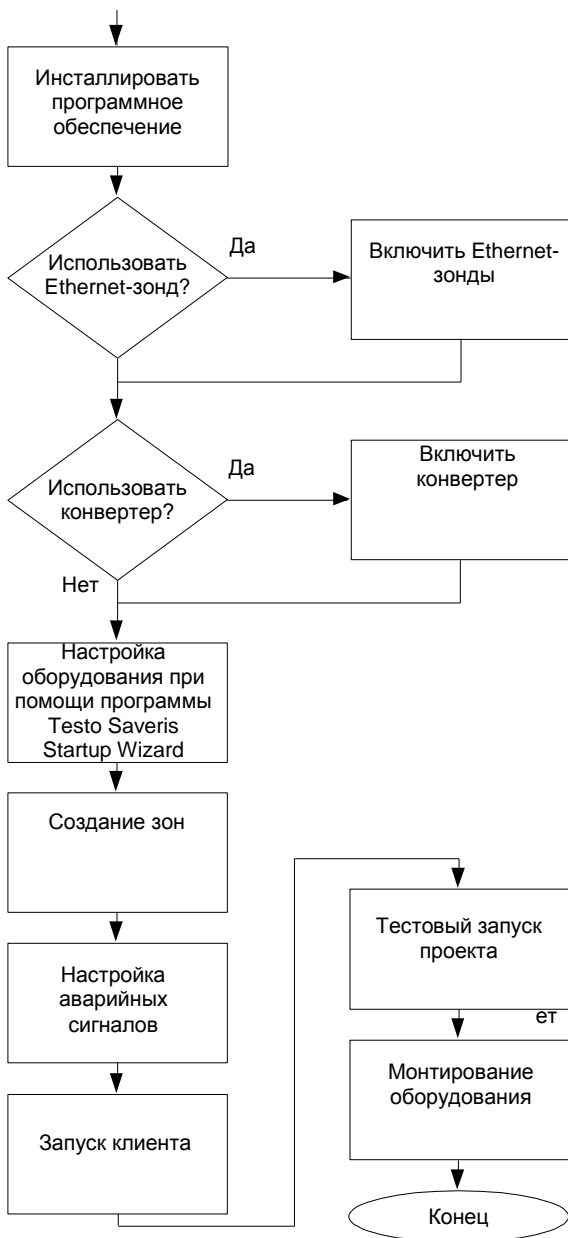 Инсталлировать
программное
обеспечение
Использовать
Ethernet-зонд?
Да
Включить Ethernet-
зонды
Использовать
конвертер?
Да
Включить
конвертер
Нет
Настройка
оборудования при
помощи программы
Testo Saveris
Startup Wizard
Создание зон
Настройка
аварийных
сигналов
Запуск клиента
Тестовый запуск
проекта
ет
Монтирование
оборудования
Конец